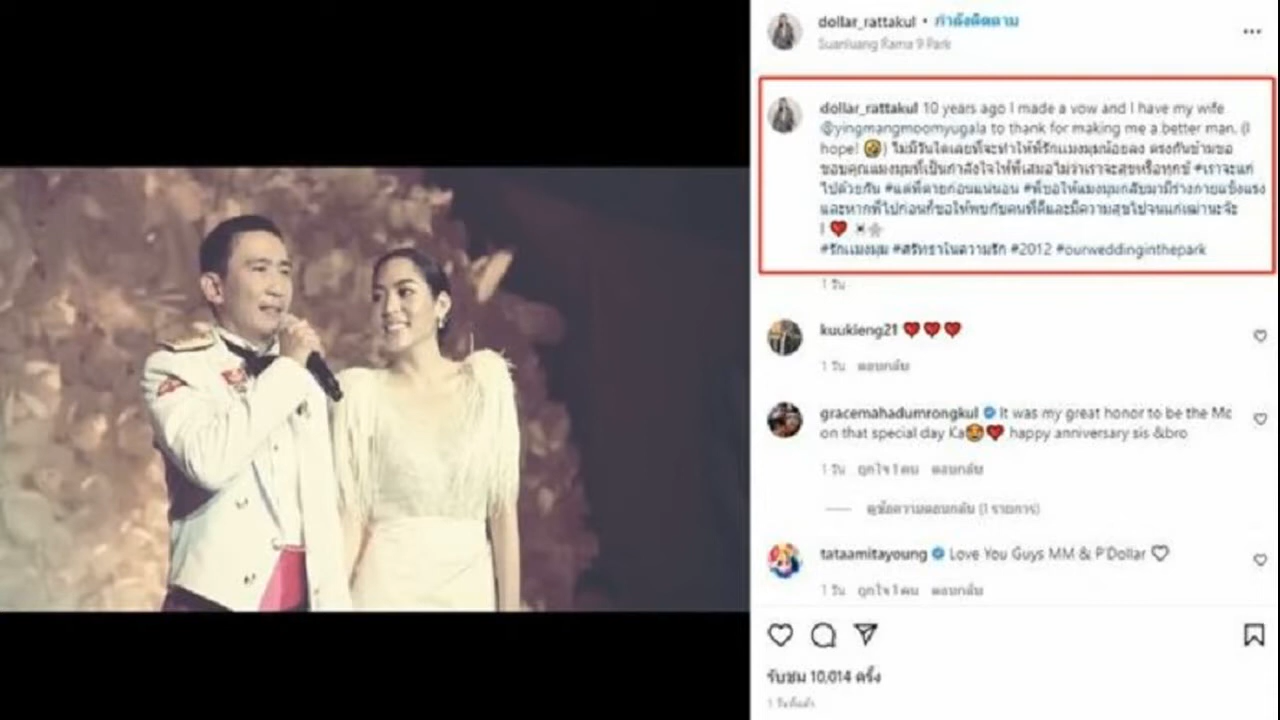 dollar_rattakul • กำลังติดตาม
Suanluang Rama 9 Park
dollar_rattakul 10 years ago I made a vow and I have my wife
@yingmangmoomyugala to thank for making me a better man. (I
hope! 🤣) ไม่มีวันใดเลยที่จะทำให้พี่รักแมงมุมน้อยลง ตรงกันข้ามขอ
ขอบคุณแมงมุมที่เป็นกำลังใจให้พี่เสมอไม่ว่าเราจะสุขหรือทุกข์ #เราจะแก่
ไปด้วยกัน #แต่พี่ตายก่อนแน่นอน #พี่ขอให้แมงมุมกลับมามีร่างกายแข็งแรง
และหากพี่ไปก่อนก็ขอให้พบกับคนที่ดีและมีความสุขไปจนแก่เฒ่านะจ๊ะ
! ❤️
#รักแมงมุม #ศรัทธาในความรัก #2012 #ourweddinginthepark
1 วัน
kuukieng21 ❤️❤️❤️
1 วัน ตอบกลับ
gracemahadumrongkul It was my great honor to be the Mc
on that special day Ka❤️ happy anniversary sis &bro
1 วัน ถูกใจ 1 คน ตอบกลับ
ดูข้อความตอบกลับ (1 รายการ)
tataamitayoung Love You Guys MM & P'Dollar ♡
1 วัน ถูกใจ 1 คน ตอบกลับ
รับชม 10,014 ครั้ง
1 วันที่แล้ว